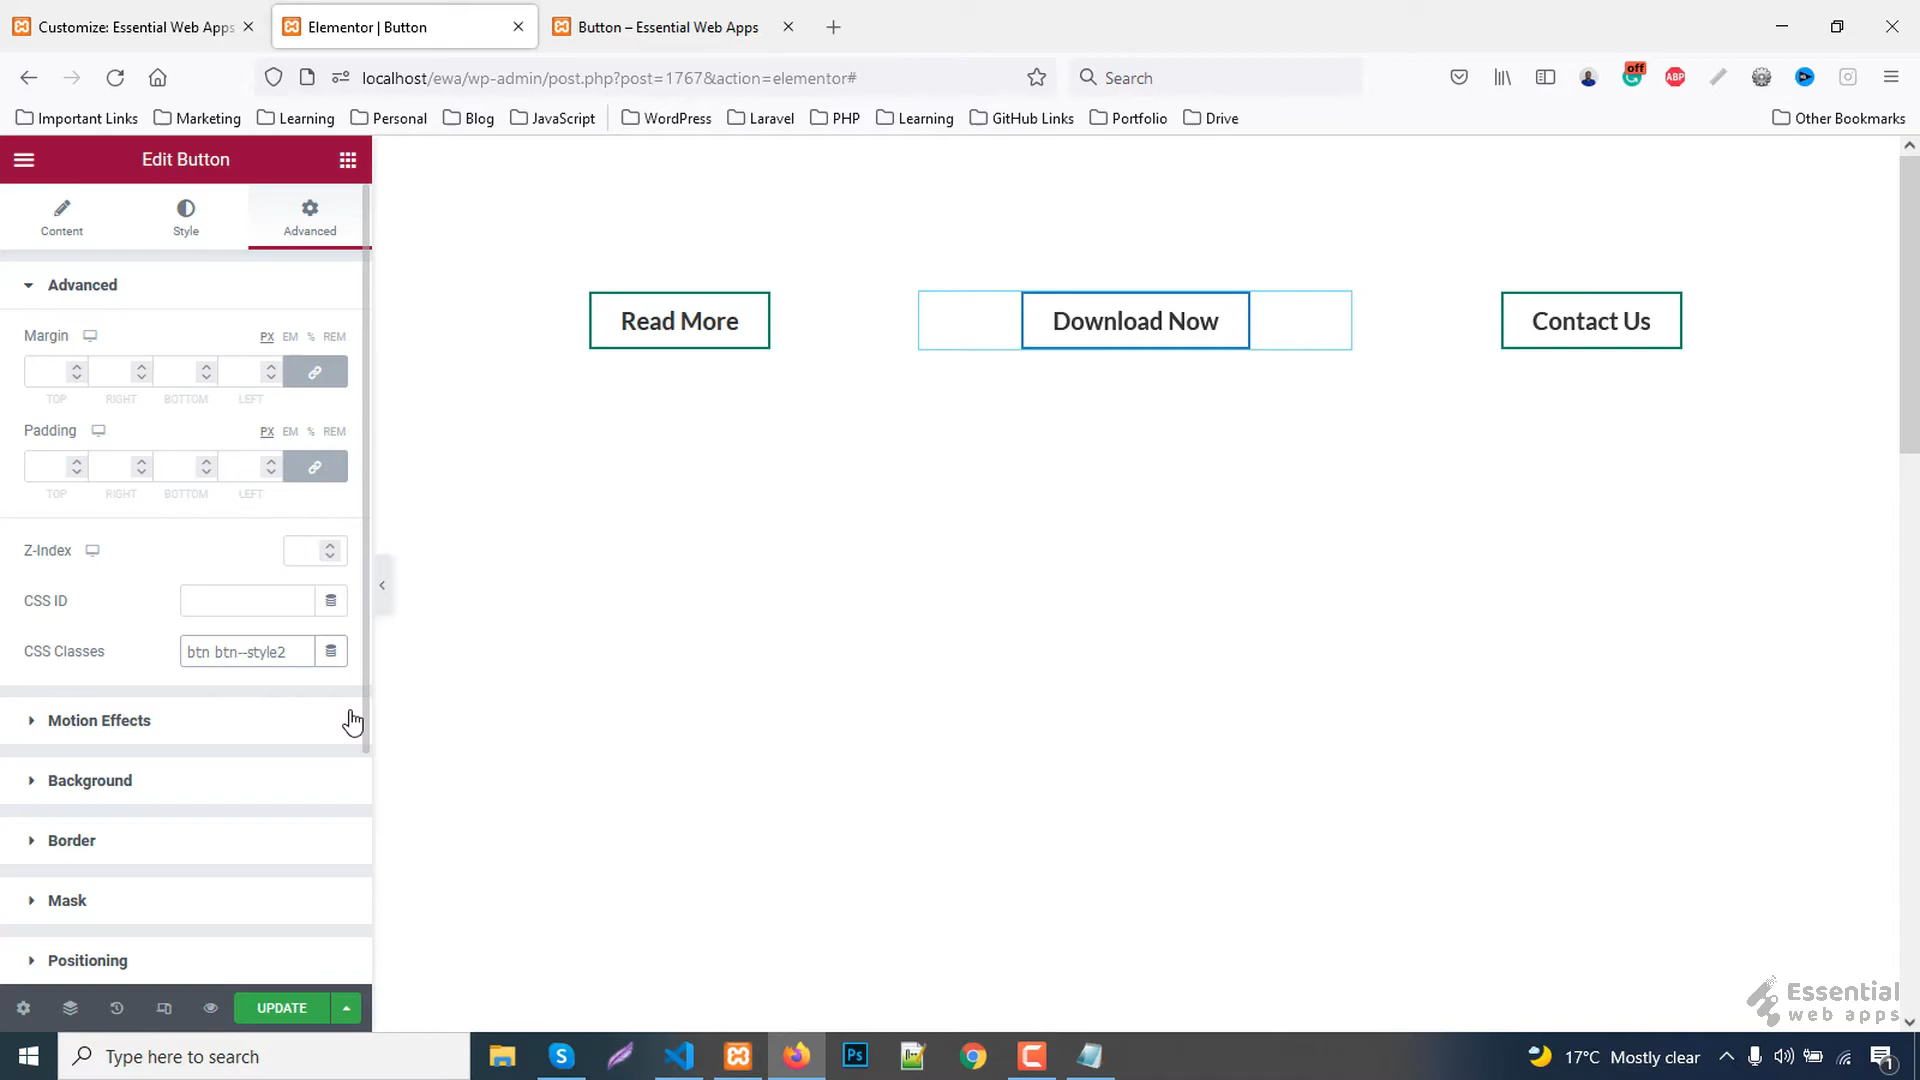 Customize: Essential Web Apps
Elementor | Button
Button – Essential Web Apps
localhost/ewa/wp-admin/post.php?post=1767&action=elementor#
Search
off
ABP
Important Links
Marketing
Learning
Personal
Blog
JavaScript
WordPress
Laravel
PHP
Learning
GitHub Links
Portfolio
Drive
Other Bookmarks
Edit Button
Content
Style
Advanced
Advanced
Margin
PX EM % REM
TOP RIGHT BOTTOM LEFT
Padding
PX EM % REM
TOP RIGHT BOTTOM LEFT
Z-Index
CSS ID
CSS Classes
btn btn--style2
Motion Effects
Background
Border
Mask
Positioning
UPDATE
Read More
Download Now
Contact Us
Essential
web apps
Type here to search
S
Ps
17°C Mostly clear
1